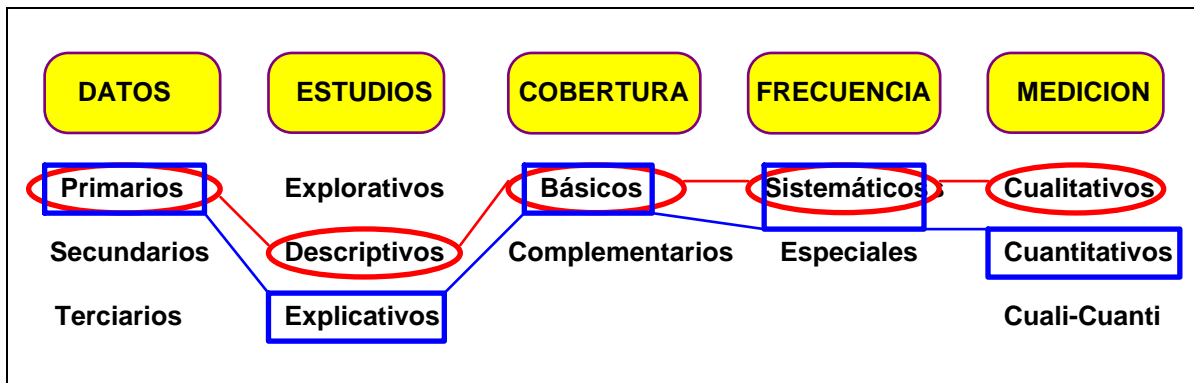 DATOS ESTUDIOS COBERTURA FRECUENCIA MEDICION
Primarios Explorativos Básicos Sistemáticos Cualitativos
Secundarios Descriptivos Complementarios Especiales Cuantitativos
Terciarios Explicativos Cuali-Cuanti